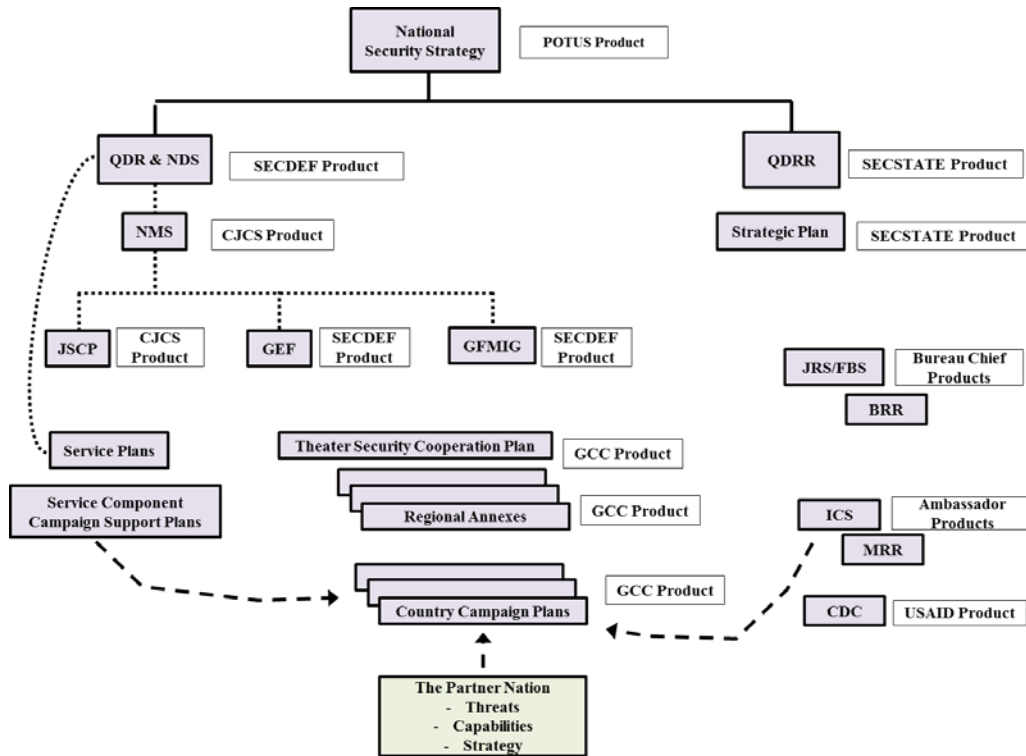 National
Security Strategy
POTUS Product
QDR & NDS
SECDEF Product
QDRR
SECSTATE Product
NMS
CJCS Product
Strategic Plan
SECSTATE Product
JSCP
CJCS
Product
GEF
SECDEF
Product
GFMIG
SECDEF
Product
JRS/FBS
Bureau Chief
Products
BRR
Service Plans
Theater Security Cooperation Plan
GCC Product
Service Component
Campaign Support Plans
Regional Annexes
GCC Product
ICS
Ambassador
Products
MRR
Country Campaign Plans
GCC Product
CDC
USAID Product
The Partner Nation
- Threats
- Capabilities
- Strategy